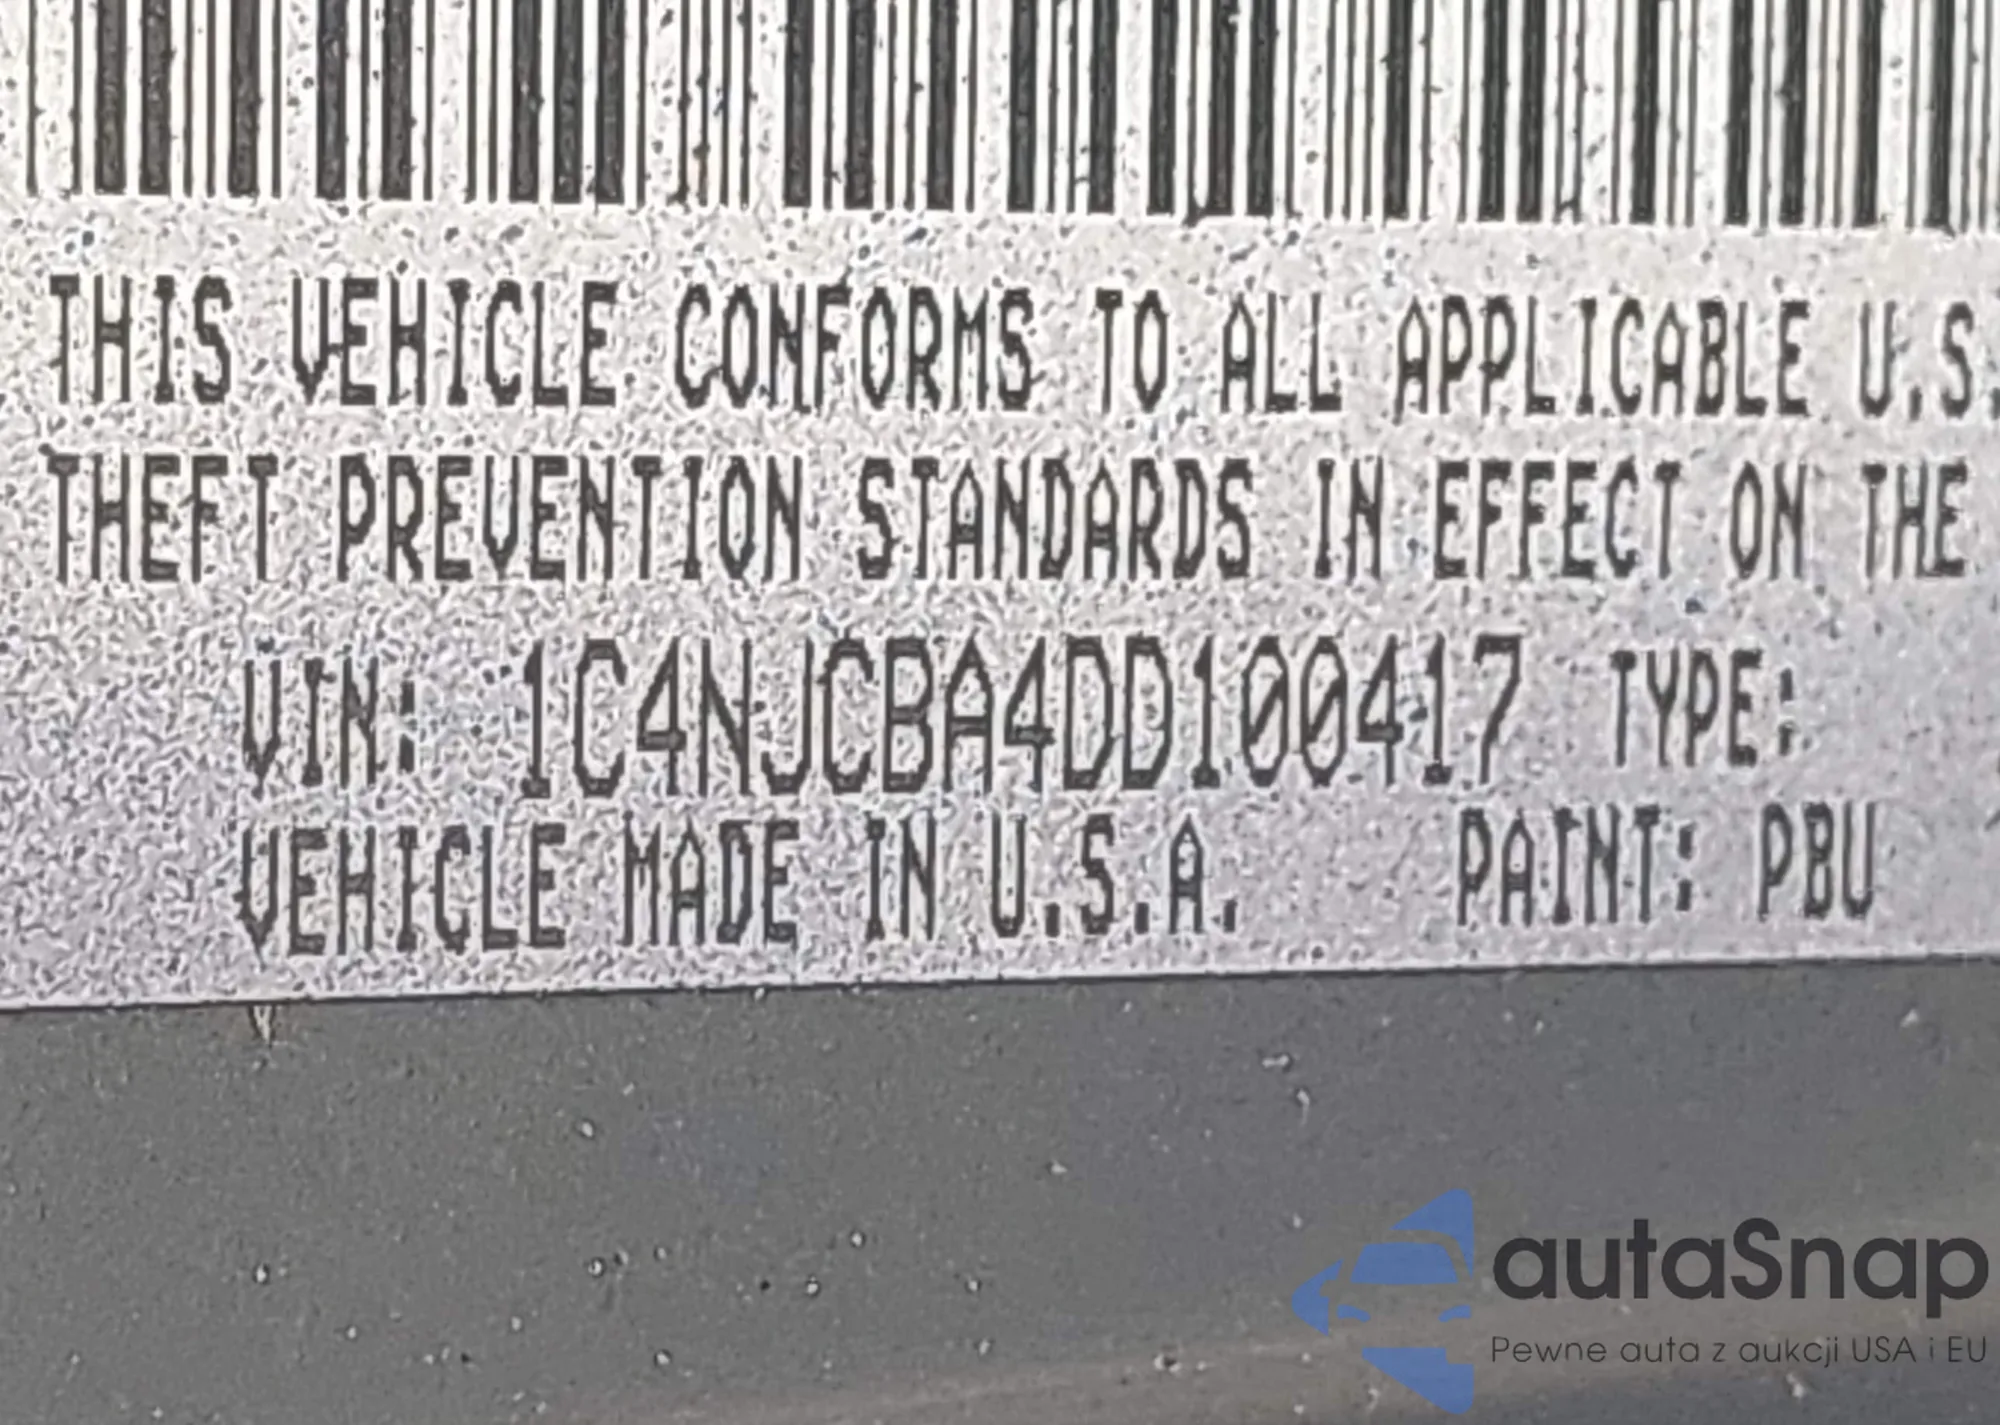 THIS VEHICLE CONFORMS TO ALL APPLICABLE U.S.
THEFT PREVENTION STANDARDS IN EFFECT ON THE
VIN: 1C4NJCBA4DD100417 TYPE:
VEHICLE MADE IN U.S.A. PAINT: PBU
autaSnap
Pewne auta z aukcji USA i EU